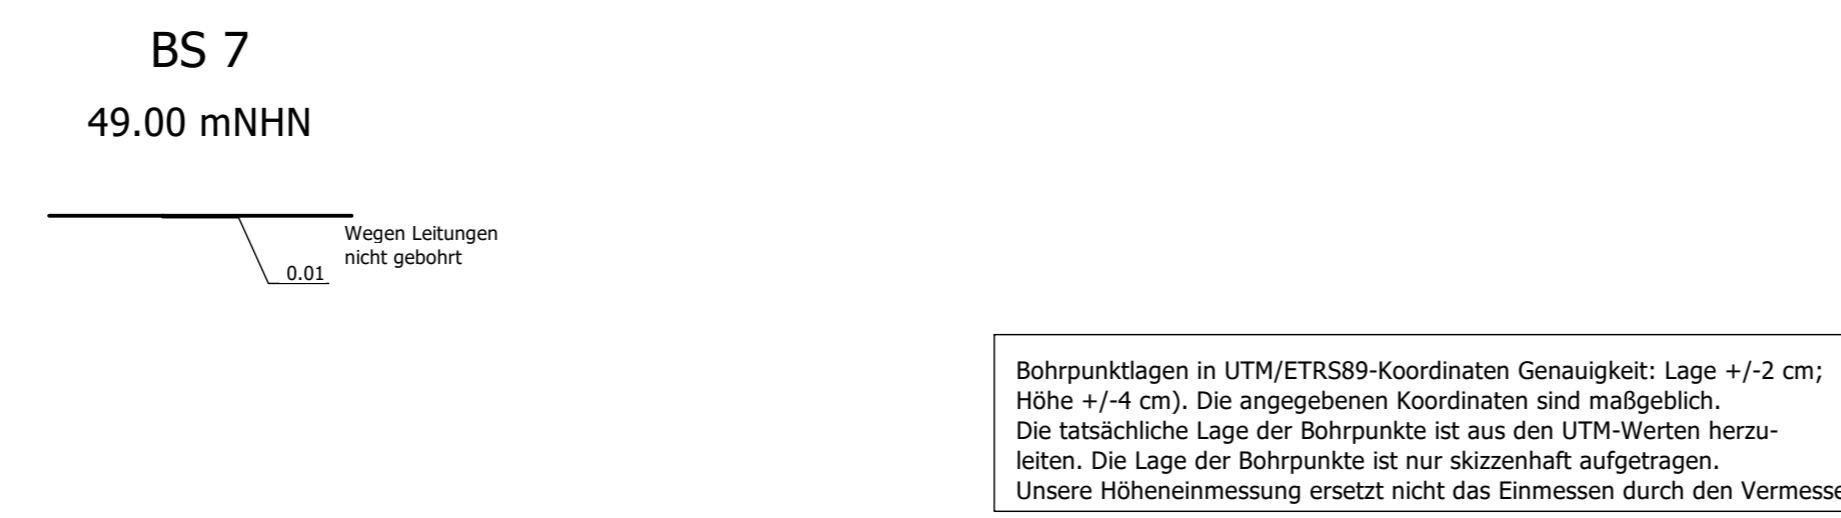 BS 7
49.00 mNHN
Wegen Leitungen
nicht gebohrt
0.01
Bohrpunktlagen in UTM/ETRS89-Koordinaten Genauigkeit: Lage +/-2 cm;
Höhe +/-4 cm). Die angegebenen Koordinaten sind maßgeblich.
Die tatsächliche Lage der Bohrpunkte ist aus den UTM-Werten herzu-
leiten. Die Lage der Bohrpunkte ist nur skizzenhaft aufgetragen.
Unsere Höheneinmessung ersetzt nicht das Einmessen durch den Vermesse